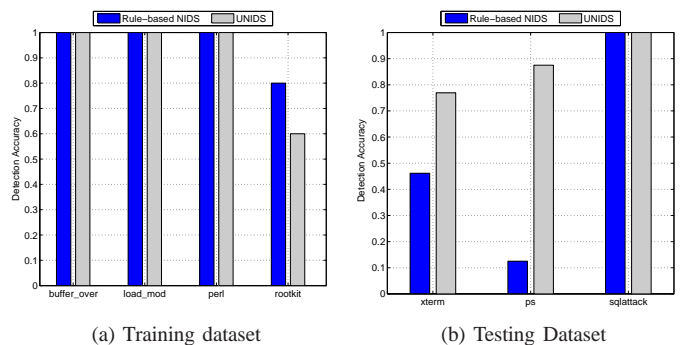 Rule−based NIDS
UNIDS
1
0.9
0.8
0.7
0.6
0.5
0.4
0.3
0.2
0.1
0
Detection Accuracy
buffer_over
load_mod
perl
rootkit
(a) Training dataset
Rule−based NIDS
UNIDS
1
0.9
0.8
0.7
0.6
0.5
0.4
0.3
0.2
0.1
0
Detection Accuracy
xterm
ps
sqlattack
(b) Testing Dataset